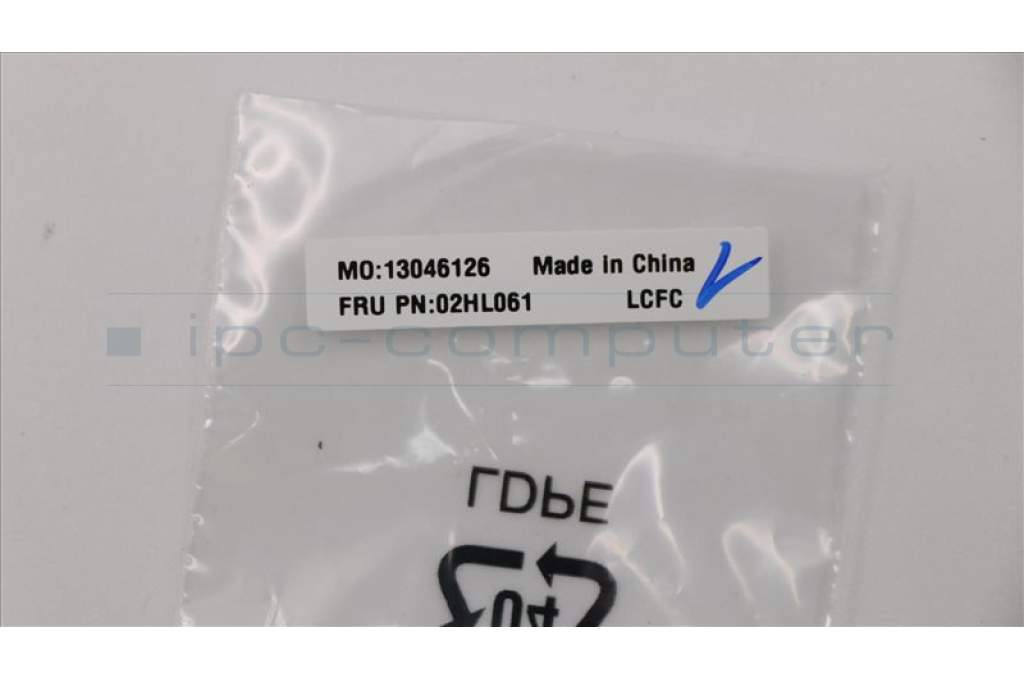 MO:13046126 Made in China
FRU PN:02HL061 LCFC
ipc-computer
LDPE
04